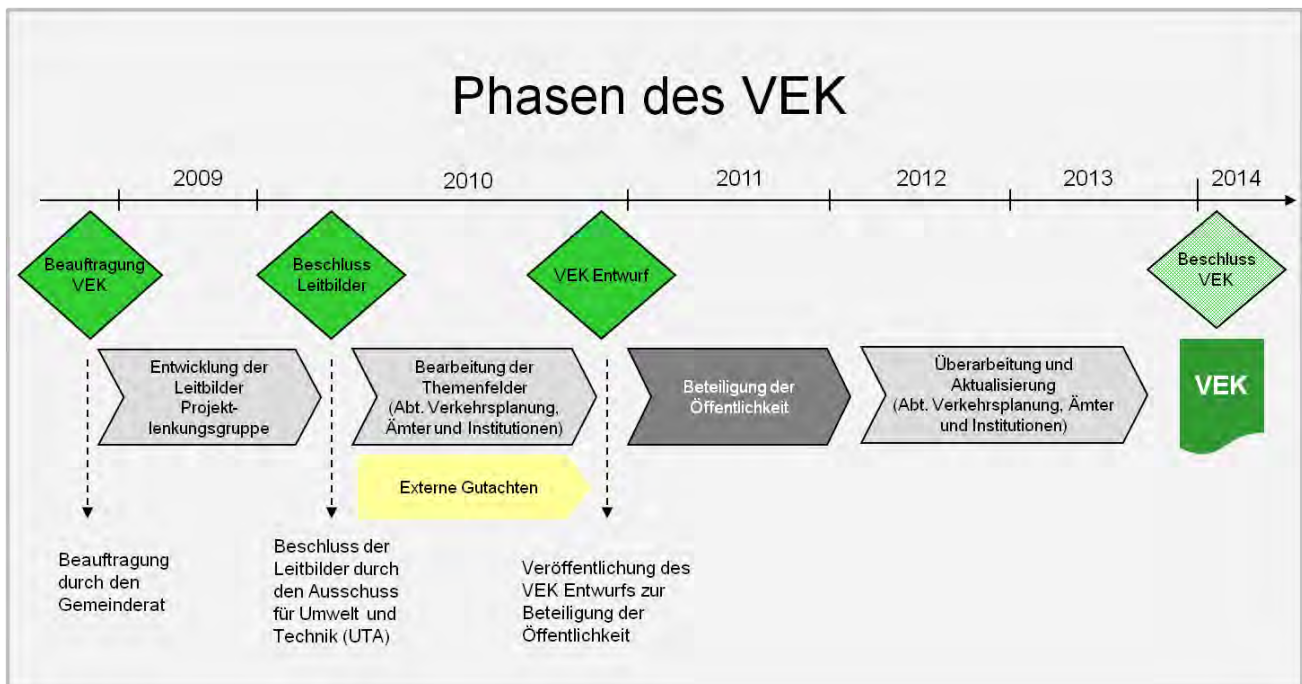 Phasen des VEK
2009
2010
2011
2012
2013
2014
Beauftragung
VEK
Beschluss
Leitbilder
VEK Entwurf
Beschluss
VEK
Entwicklung der
Leitbilder
Projekt-
lenkungsgruppe
Bearbeitung der
Themenfelder
(Abt. Verkehrsplanung,
Ämter und Institutionen)
Beteiligung der
Öffentlichkeit
Überarbeitung und
Aktualisierung
(Abt. Verkehrsplanung, Ämter
und Institutionen)
VEK
Externe Gutachten
Beauftragung
durch den
Gemeinderat
Beschluss der
Leitbilder durch
den Ausschuss
für Umwelt und
Technik (UTA)
Veröffentlichung des
VEK Entwurfs zur
Beteiligung der
Öffentlichkeit